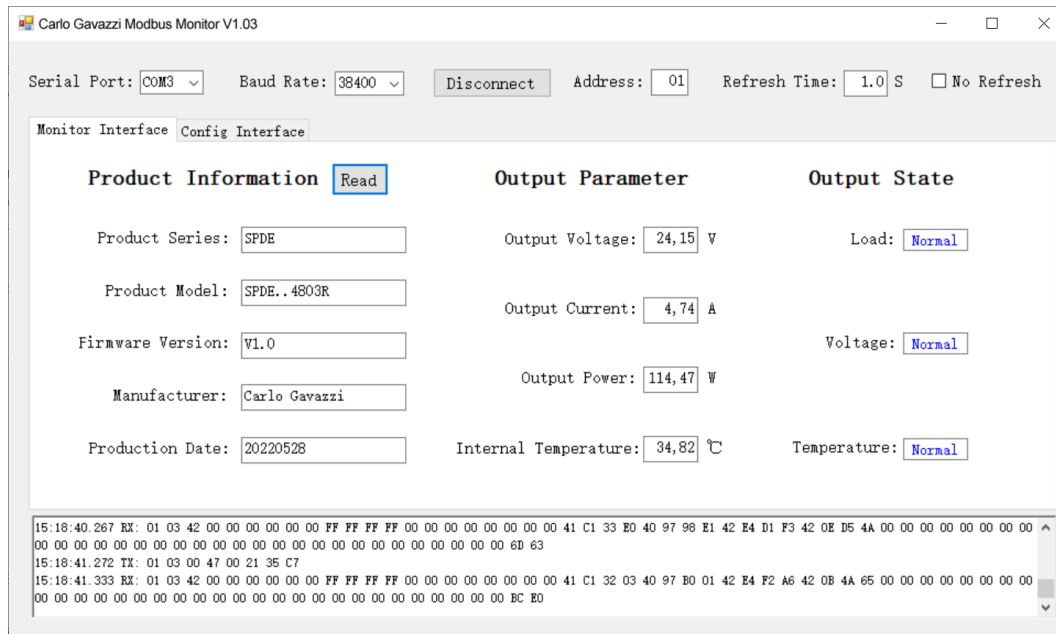 Carlo Gavazzi Modbus Monitor V1.03
Serial Port: COM3 Baud Rate: 38400 Disconnect Address: 01 Refresh Time: 1.0 S No Refresh
Monitor Interface Config Interface
Product Information Read Output Parameter Output State
Product Series: SPDE Output Voltage: 24,15 V Load: Normal
Product Model: SPDE..4803R Output Current: 4,74 A
Firmware Version: V1.0 Voltage: Normal
Manufacturer: Carlo Gavazzi Output Power: 114,47 W
Production Date: 20220528 Internal Temperature: 34,82 ℃ Temperature: Normal
15:18:40.267 RX: 01 03 42 00 00 00 00 00 00 FF FF FF FF 00 00 00 00 00 00 00 00 41 C1 33 E0 40 97 98 E1 42 E4 D1 F3 42 0E D5 4A 00 00 00 00 00 00 00 00
00 00 00 00 00 00 00 00 00 00 00 00 00 00 00 00 00 00 00 00 00 00 00 00 6D 63
15:18:41.272 TX: 01 03 00 47 00 21 35 C7
15:18:41.333 RX: 01 03 42 00 00 00 00 00 00 FF FF FF FF 00 00 00 00 00 00 00 00 41 C1 32 03 40 97 B0 01 42 E4 F2 A6 42 0B 4A 65 00 00 00 00 00 00 00 00
00 00 00 00 00 00 00 00 00 00 00 00 00 00 00 00 00 00 00 00 00 00 00 00 BC E0